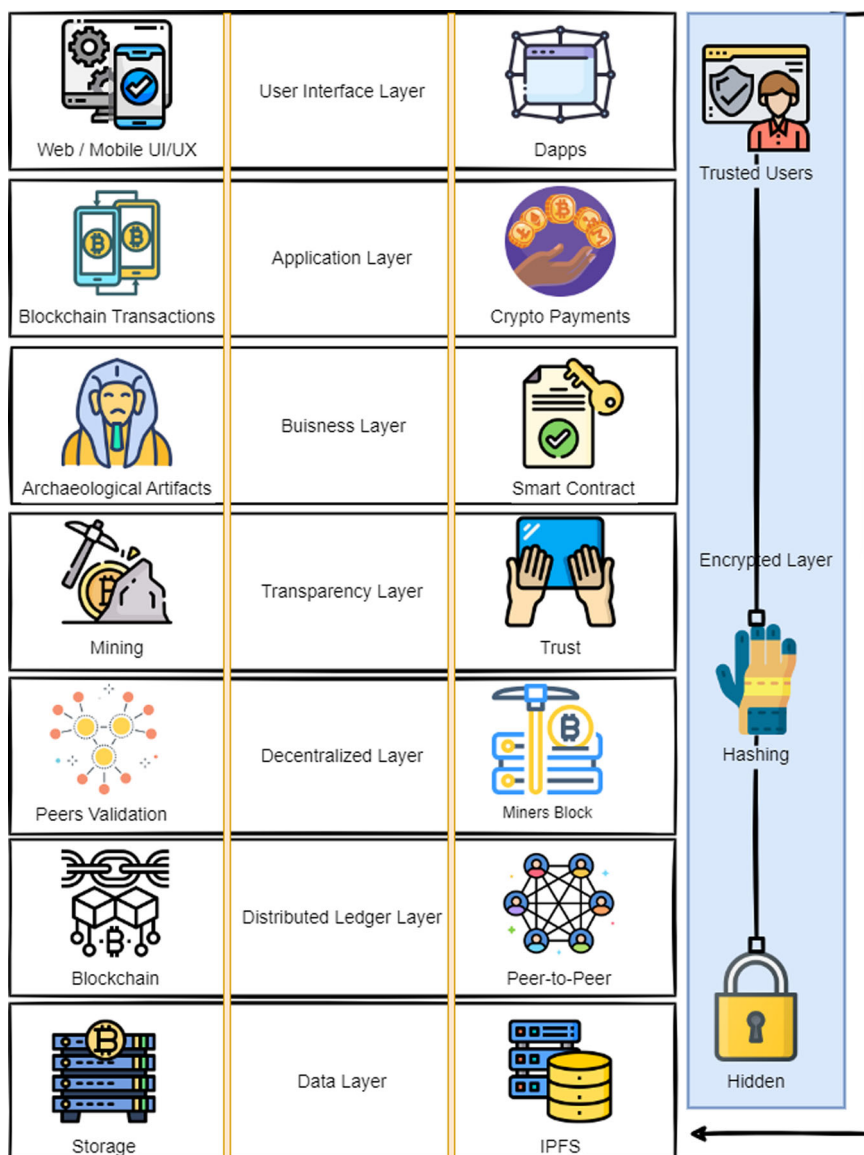 User Interface Layer
Web / Mobile UI/UX
Dapps
Application Layer
Blockchain Transactions
Crypto Payments
Buisness Layer
Archaeological Artifacts
Smart Contract
Transparency Layer
Mining
Trust
Decentralized Layer
Peers Validation
Miners Block
Distributed Ledger Layer
Blockchain
Peer-to-Peer
Data Layer
Storage
IPFS
Trusted Users
Encrypted Layer
Hashing
Hidden